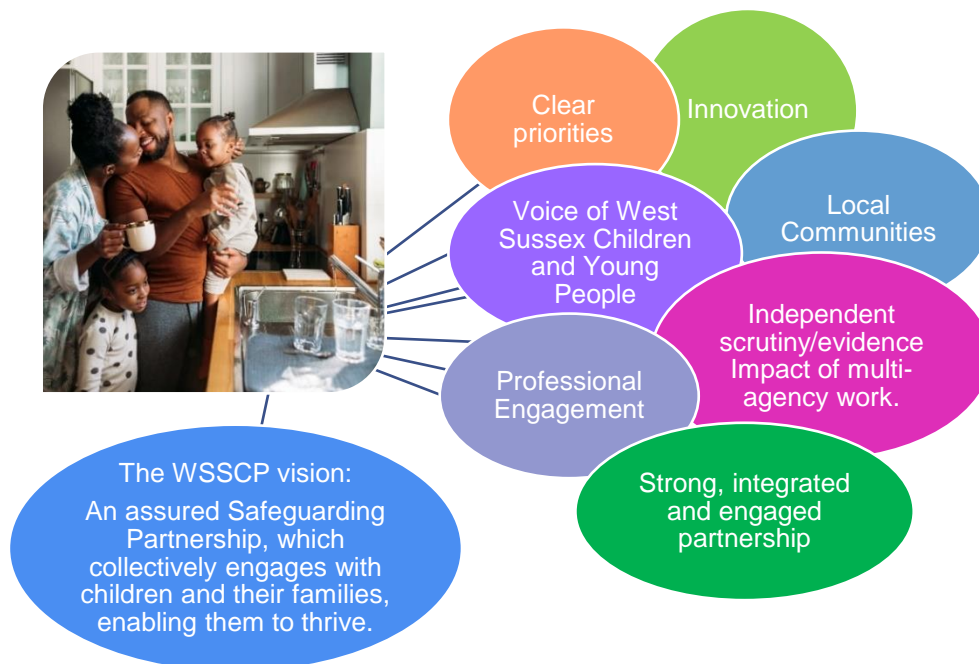 Clear
priorities
Innovation
Local
Communities
Voice of West
Sussex Children
and Young
People
Independent
scrutiny/evidence
Impact of multi-
agency work.
Professional
Engagement
Strong, integrated
and engaged
partnership
The WSSCP vision:
An assured Safeguarding
Partnership, which
collectively engages with
children and their families,
enabling them to thrive.